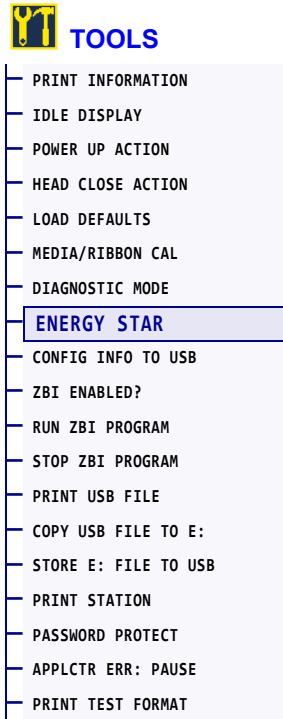 TOOLS
PRINT INFORMATION
IDLE DISPLAY
POWER UP ACTION
HEAD CLOSE ACTION
LOAD DEFAULTS
MEDIA/RIBBON CAL
DIAGNOSTIC MODE
ENERGY STAR
CONFIG INFO TO USB
ZBI ENABLED?
RUN ZBI PROGRAM
STOP ZBI PROGRAM
PRINT USB FILE
COPY USB FILE TO E:
STORE E: FILE TO USB
PRINT STATION
PASSWORD PROTECT
APPLCTR ERR: PAUSE
PRINT TEST FORMAT